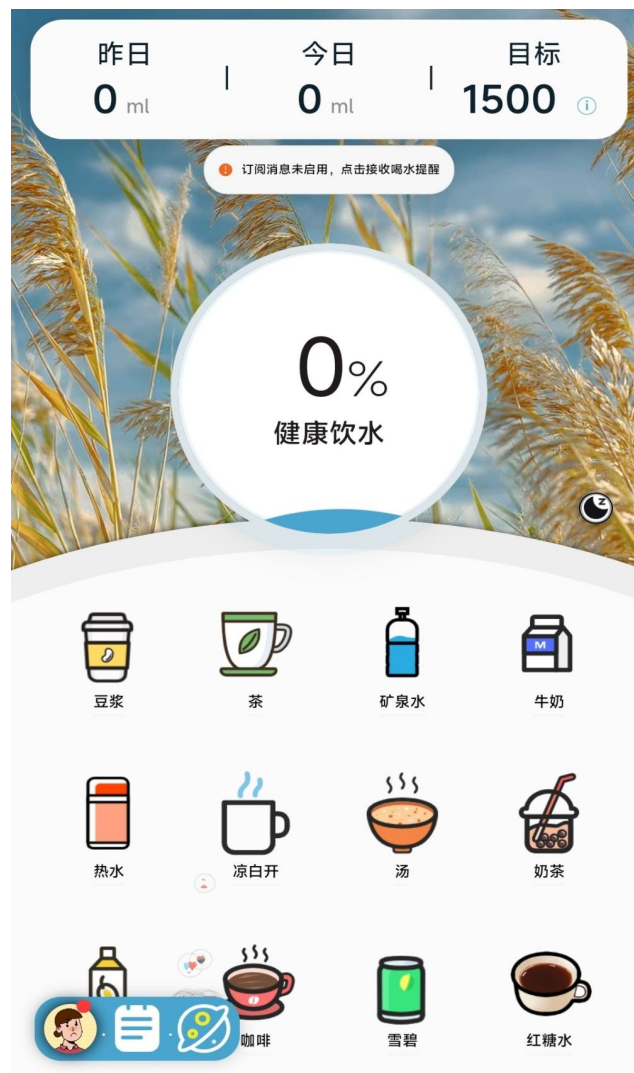 昨日 今日 目标
0 ml 0 ml 1500
订阅消息未启用，点击接收喝水提醒
0%
健康饮水
豆浆 茶 矿泉水 牛奶
M
热水 凉白开 汤 奶茶
咖啡 雪碧 红糖水